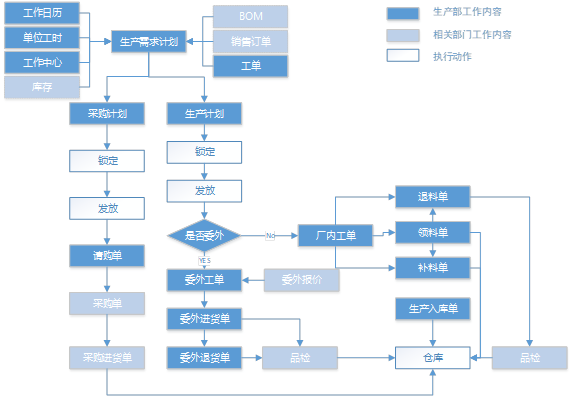 工作日历
单位工时
工作中心
库存
生产需求计划
BOM
销售订单
工单
生产部工作内容
相关部门工作内容
执行动作
采购计划
生产计划
锁定
锁定
发放
发放
是否委外
No
厂内工单
退料单
领料单
补料单
请购单
YES
委外工单
委外报价
采购单
委外进货单
生产入库单
采购进货单
委外退货单
品检
仓库
品检